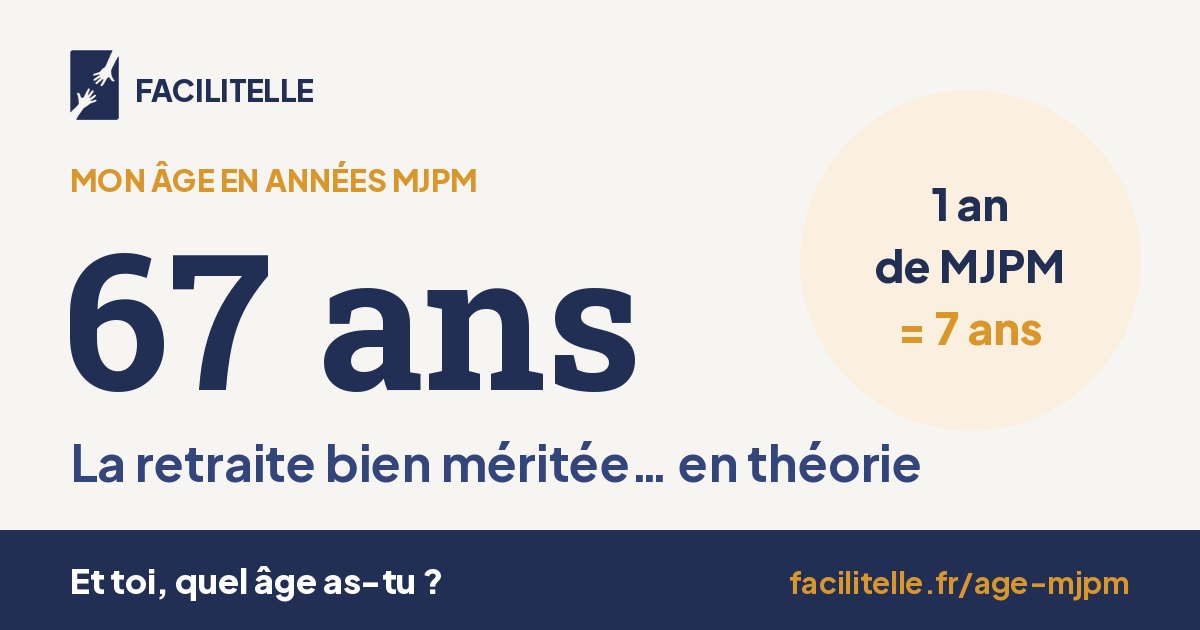 FACILITELLE
MON ÂGE EN ANNÉES MJPM
67 ans
1 an
de MJPM
= 7 ans
La retraite bien méritée… en théorie
Et toi, quel âge as-tu ?
facilitelle.fr/age-mjpm